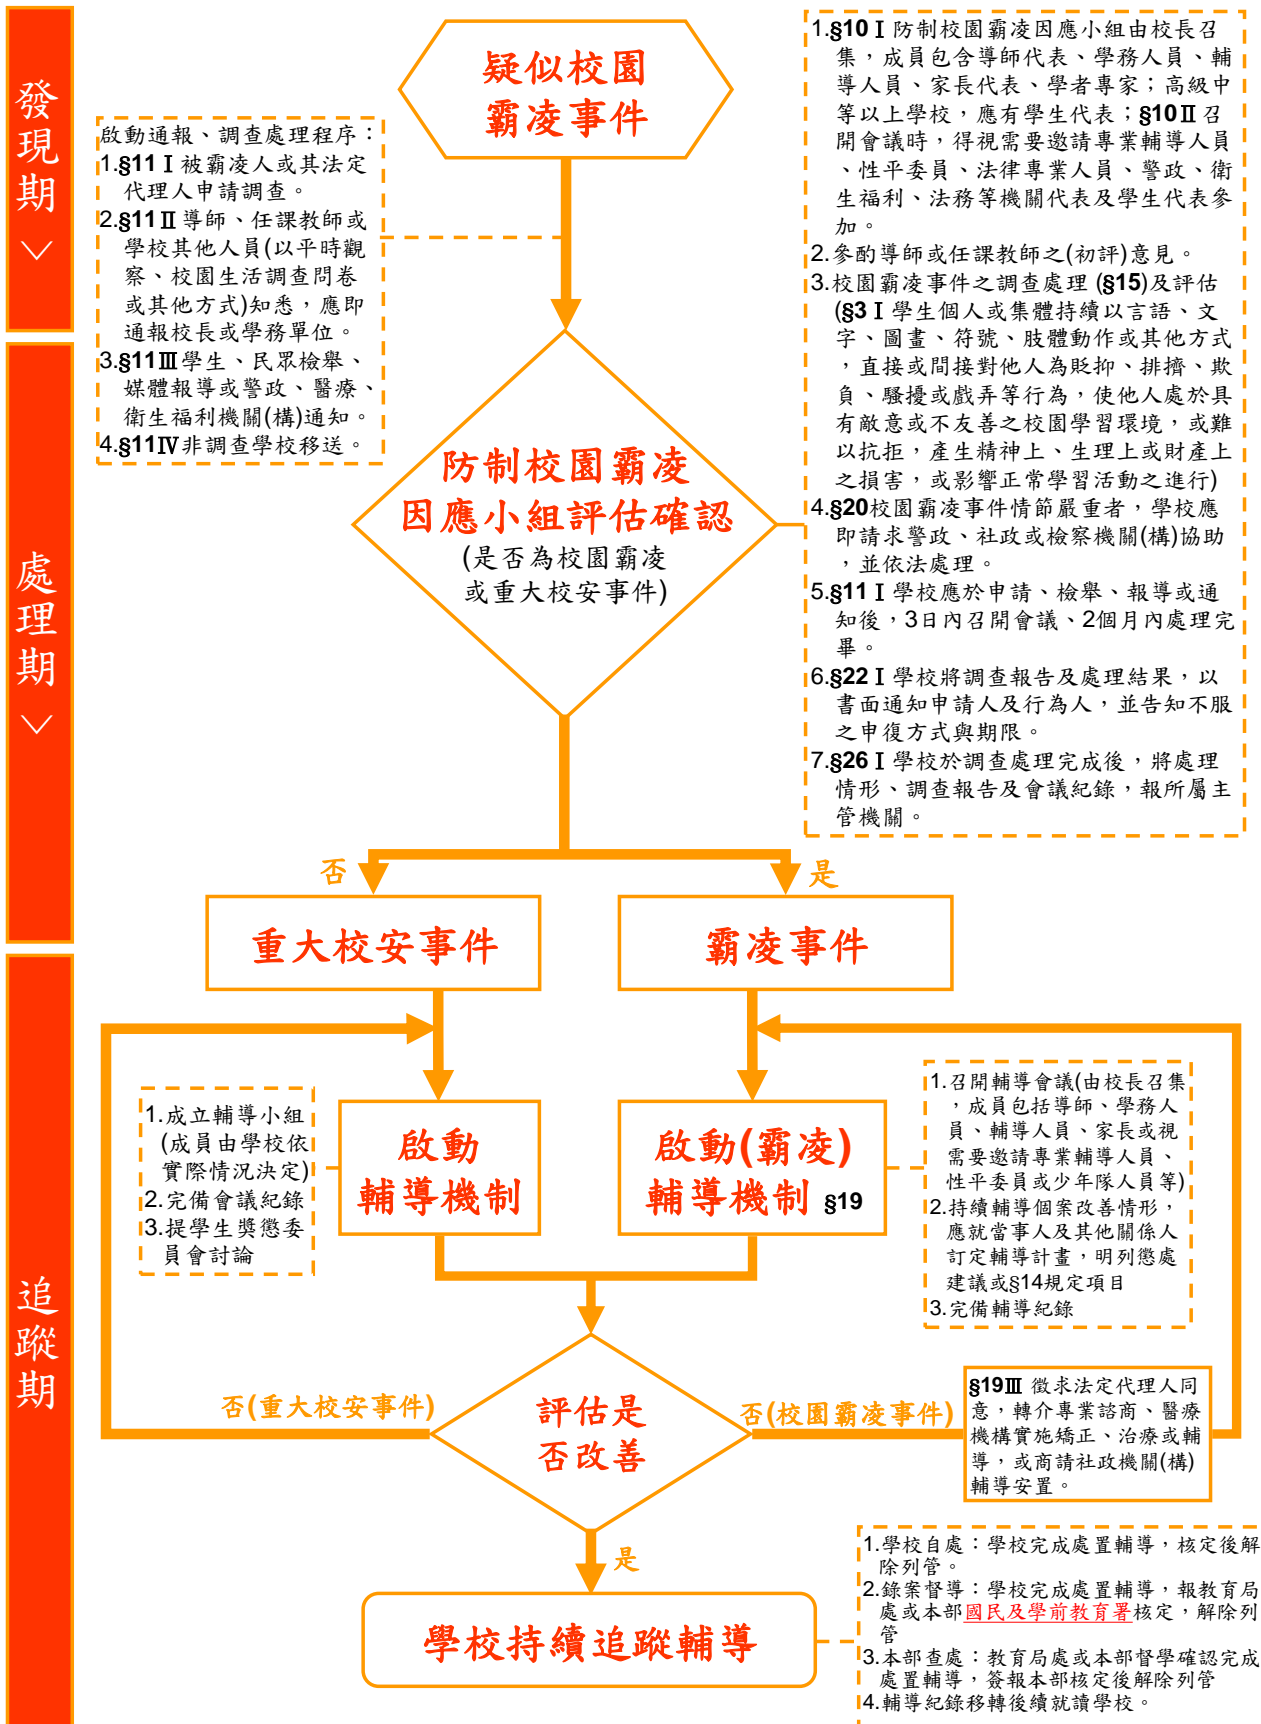 發現期
處理期
追蹤期
疑似校園
霸凌事件
啟動通報、調查處理程序：
1.§11Ⅰ被霸凌人或其法定
代理人申請調查。
2.§11Ⅱ導師、任課教師或
學校其他人員(以平時觀
察、校園生活調查問卷
或其他方式)知悉，應即
通報校長或學務單位。
3.§11Ⅲ學生、民眾檢舉、
媒體報導或警政、醫療、
衛生福利機關(構)通知。
4.§11Ⅳ非調查學校移送。
1.§10Ⅰ防制校園霸凌因應小組由校長召
集，成員包含導師代表、學務人員、輔
導人員、家長代表、學者專家；高級中
等以上學校，應有學生代表；§10Ⅱ召
開會議時，得視需要邀請專業輔導人員
、性平委員、法律專業人員、警政、衛
生福利、法務等機關代表及學生代表參
加。
2.參酌導師或任課教師之(初評)意見。
3.校園霸凌事件之調查處理 (§15)及評估
(§3Ⅰ學生個人或集體持續以言語、文
字、圖畫、符號、肢體動作或其他方式
，直接或間接對他人為貶抑、排擠、欺
負、騷擾或戲弄等行為，使他人處於具
有敵意或不友善之校園學習環境，或難
以抗拒，產生精神上、生理上或財產上
之損害，或影響正常學習活動之進行)
4.§20校園霸凌事件情節嚴重者，學校應
即請求警政、社政或檢察機關(構)協助
，並依法處理。
5.§11Ⅰ學校應於申請、檢舉、報導或通
知後，3日內召開會議、2個月內處理完
畢。
6.§22Ⅰ學校將調查報告及處理結果，以
書面通知申請人及行為人，並告知不服
之申復方式與期限。
7.§26Ⅰ學校於調查處理完成後，將處理
情形、調查報告及會議紀錄，報所屬主
管機關。
防制校園霸凌
因應小組評估確認
(是否為校園霸凌
或重大校安事件)
否
是
重大校安事件
霸凌事件
1.成立輔導小組
(成員由學校依
實際情況決定)
2.完備會議紀錄
3.提學生獎懲委
員會討論
啟動
輔導機制
啟動(霸凌)
輔導機制 §19
1.召開輔導會議(由校長召集
，成員包括導師、學務人
員、輔導人員、家長或視
需要邀請專業輔導人員、
性平委員或少年隊人員等)
2.持續輔導個案改善情形，
應就當事人及其他關係人
訂定輔導計畫，明列懲處
建議或§14規定項目
3.完備輔導紀錄
否(重大校安事件)
評估是
否改善
否(校園霸凌事件)
§19Ⅲ 徵求法定代理人同
意，轉介專業諮商、醫療
機構實施矯正、治療或輔
導，或商請社政機關(構)
輔導安置。
是
學校持續追蹤輔導
1.學校自處：學校完成處置輔導，核定後解
除列管。
2.錄案督導：學校完成處置輔導，報教育局
處或本部國民及學前教育署核定，解除列
管
3.本部查處：教育局處或本部督學確認完成
處置輔導，簽報本部核定後解除列管
4.輔導紀錄移轉後續就讀學校。